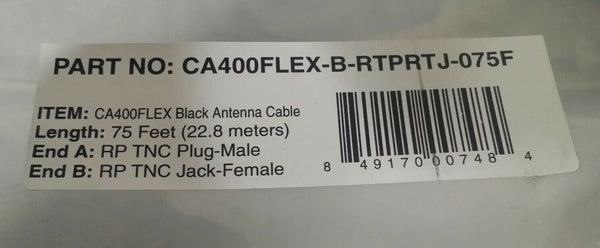 PART NO: CA400FLEX-B-RTPRTJ-075F
ITEM: CA400FLEX Black Antenna Cable
Length: 75 Feet (22.8 meters)
End A: RP TNC Plug-Male
End B: RP TNC Jack-Female
8 49170 00748 4